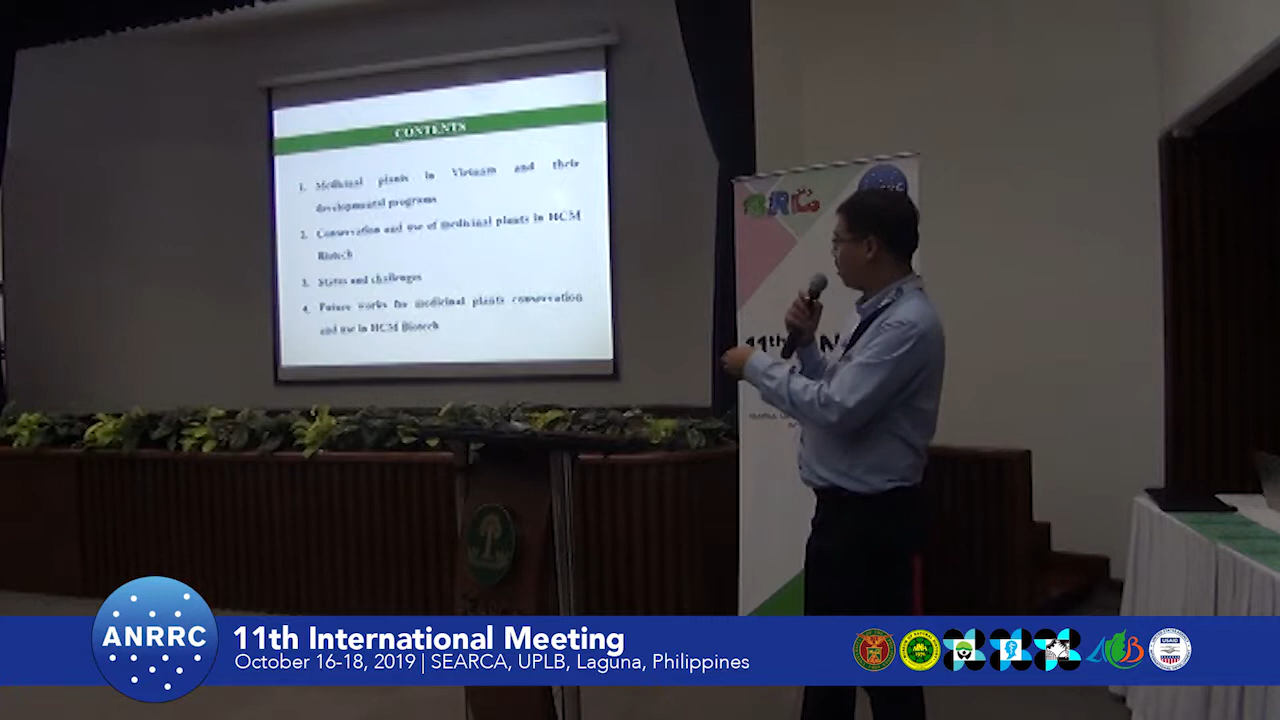 CONTENTS
1. Medicinal plants in Vietnam and their
developmental programs
2. Conservation and use of medicinal plants in HCM
Biotech
3. Status and challenges
4. Future works for medicinal plants conservation
and use in HCM Biotech
11th
ANRRC
11th International Meeting
October 16-18, 2019 | SEARCA, UPLB, Laguna, Philippines
USAID